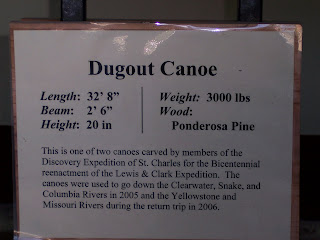 Dugout Canoe
Length: 32' 8" Weight: 3000 lbs
Beam: 2' 6" Wood:
Height: 20 in Ponderosa Pine
This is one of two canoes carved by members of the
Discovery Expedition of St. Charles for the Bicentennial
reenactment of the Lewis & Clark Expedition. The
canoes were used to go down the Clearwater, Snake, and
Columbia Rivers in 2005 and the Yellowstone and
Missouri Rivers during the return trip in 2006.